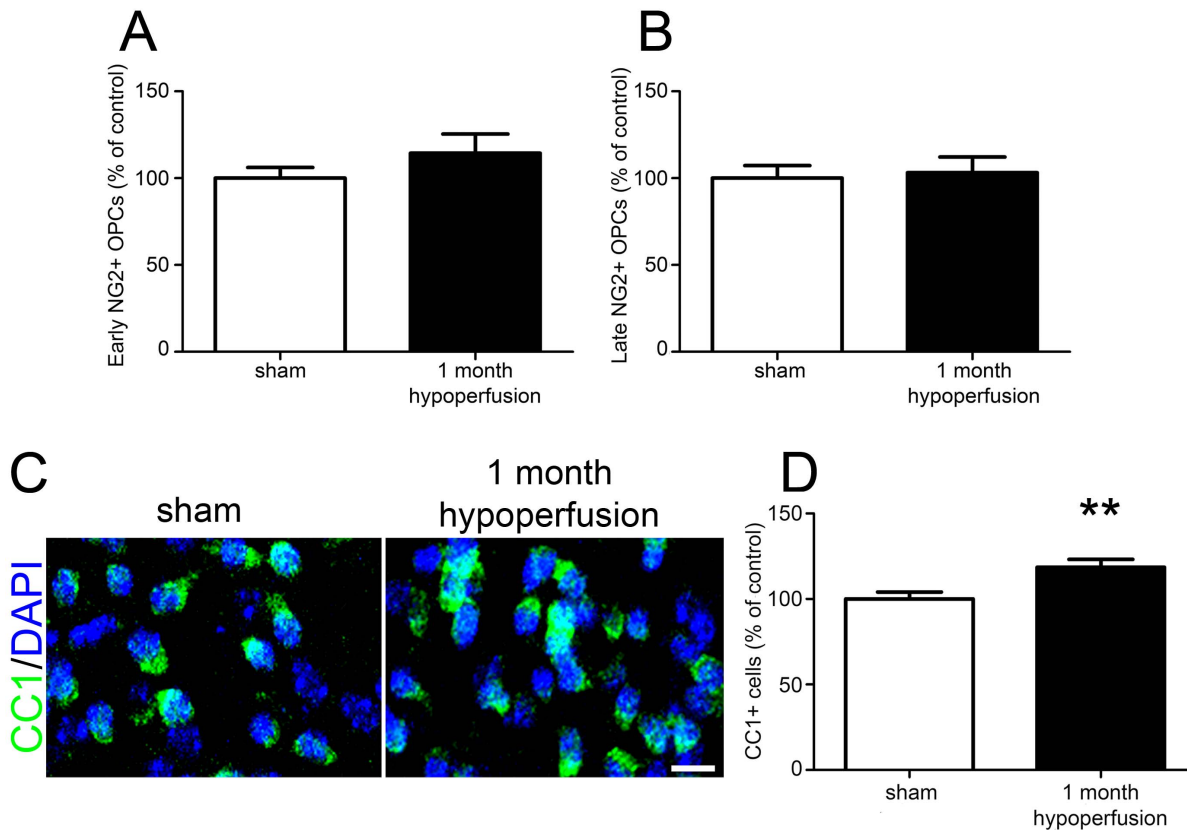 A
Early NG2+ OPCs (% of control)
150
100
50
0
sham
1 month
hypoperfusion
B
Late NG2+ OPCs (% of control)
150
100
50
0
sham
1 month
hypoperfusion
C
sham
1 month
hypoperfusion
CC1/DAPI
D
CC1+ cells (% of control)
150
100
50
0
**
sham
1 month
hypoperfusion